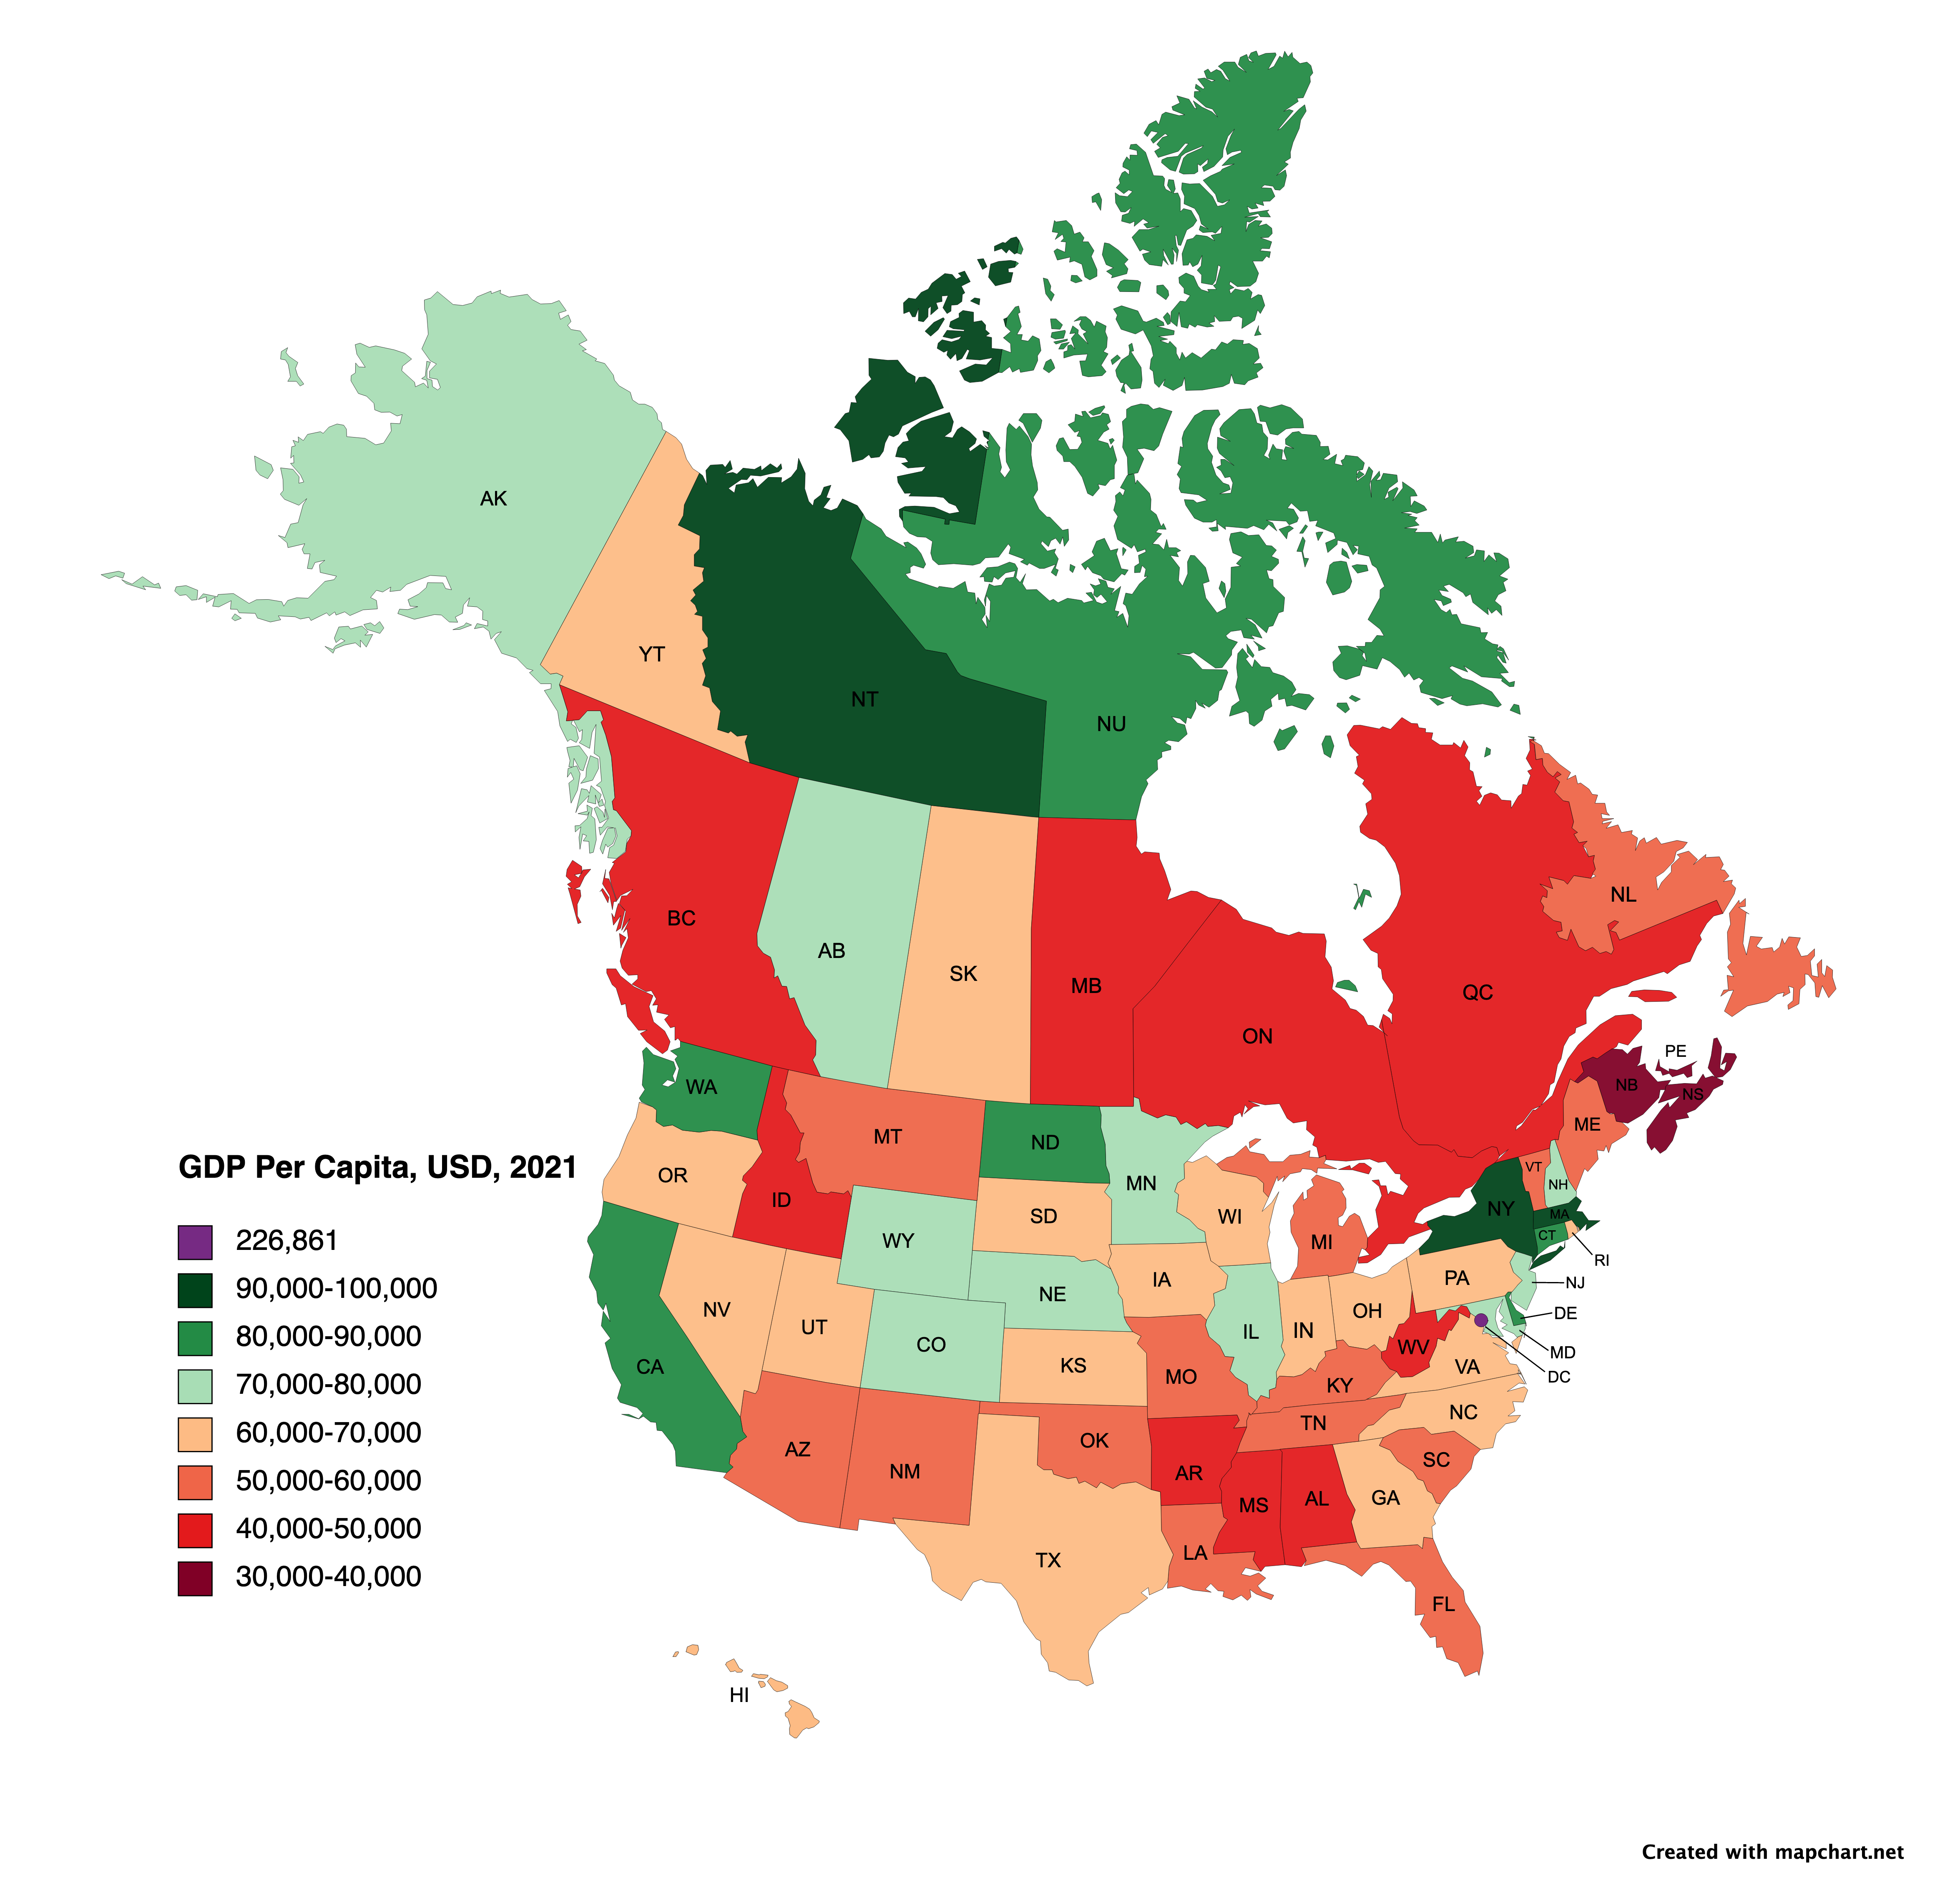 AK
YT
NT
NU
BC
AB
SK
MB
ON
QC
NL
PE
NB
NS
ME
WA
MT
ND
MN
VT
NH
OR
ID
WY
SD
WI
MI
NY
MA
CT
RI
GDP Per Capita, USD, 2021
226,861
90,000-100,000
80,000-90,000
70,000-80,000
60,000-70,000
50,000-60,000
40,000-50,000
30,000-40,000
NE
IA
IL
IN
OH
PA
NJ
DE
MD
DC
CA
NV
UT
CO
KS
MO
KY
WV
VA
NC
TN
AZ
NM
OK
AR
SC
MS
AL
GA
TX
LA
FL
HI
Created with mapchart.net